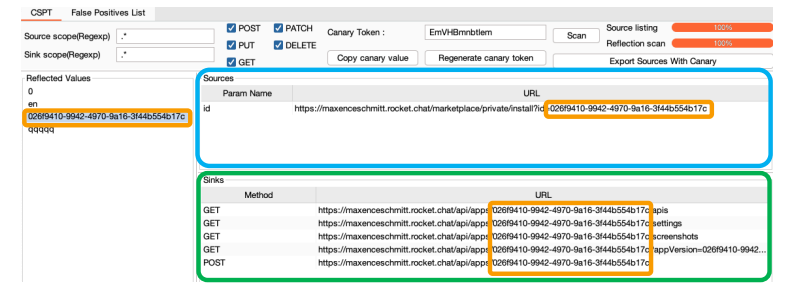 CSPT False Positives List
Source scope(Regexp) .*
Sink scope(Regexp) .*
POST PATCH
PUT DELETE
GET
Canary Token : EmVHBmnbtlem Scan
Copy canary value Regenerate canary token
Source listing 100%
Reflection scan 100%
Export Sources With Canary
Reflected Values
0
en
026f9410-9942-4970-9a16-3f44b554b17c
qqqqq
Sources
Param Name URL
id https://maxenceschmitt.rocket.chat/marketplace/private/install?id=026f9410-9942-4970-9a16-3f44b554b17c
Sinks
Method URL
GET https://maxenceschmitt.rocket.chat/api/apps/026f9410-9942-4970-9a16-3f44b554b17c/apis
GET https://maxenceschmitt.rocket.chat/api/apps/026f9410-9942-4970-9a16-3f44b554b17c/settings
GET https://maxenceschmitt.rocket.chat/api/apps/026f9410-9942-4970-9a16-3f44b554b17c/screenshots
GET https://maxenceschmitt.rocket.chat/api/apps/026f9410-9942-4970-9a16-3f44b554b17c?appVersion=026f9410-9942...
POST https://maxenceschmitt.rocket.chat/api/apps/026f9410-9942-4970-9a16-3f44b554b17c